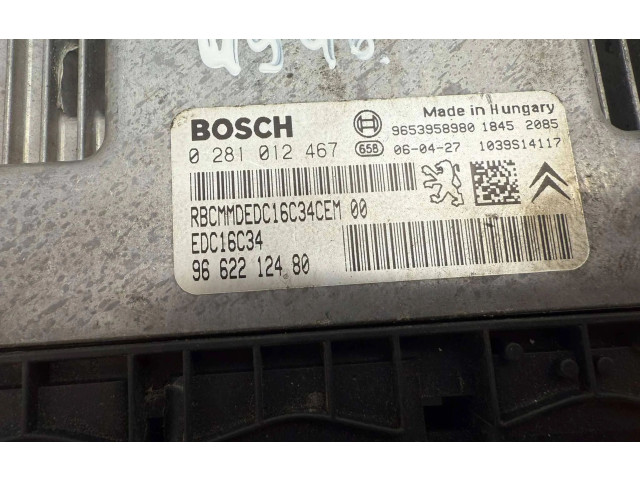 BOSCH
Made in Hungary
9653958980 1845 2085
0 281 012 467 65B 06-04-27 1039S14117
RBCMMDEDC16C34CEM 00
EDC16C34
96 622 124 80